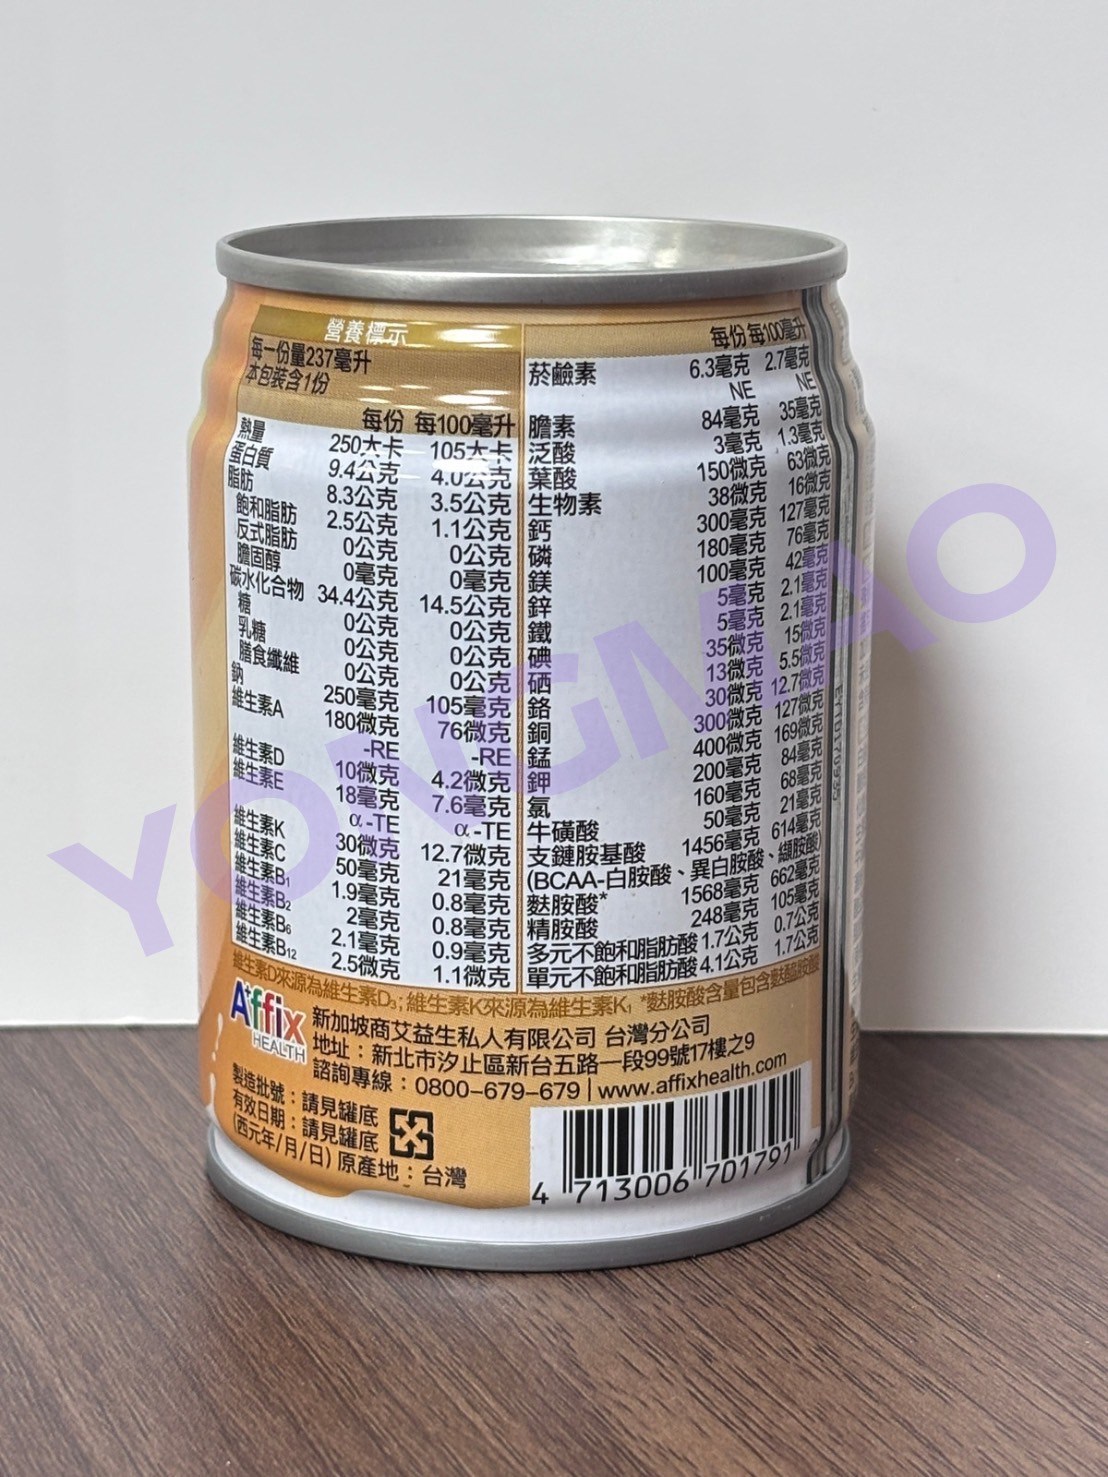 營養標示
每一份量237毫升
本包裝含1份
每份 每100毫升
熱量 250大卡 105大卡
蛋白質 9.4公克 4.0公克
脂肪 8.3公克 3.5公克
飽和脂肪 2.5公克 1.1公克
反式脂肪 0公克 0公克
膽固醇 0毫克 0毫克
碳水化合物 34.4公克 14.5公克
糖 0公克 0公克
乳糖 0公克 0公克
膳食纖維 0公克 0公克
鈉 250毫克 105毫克
維生素A 180微克 76微克
-RE -RE
維生素D 10微克 4.2微克
維生素E 18毫克 7.6毫克
α-TE α-TE
維生素K 30微克 12.7微克
維生素C 50毫克 21毫克
維生素B1 1.9毫克 0.8毫克
維生素B2 2毫克 0.8毫克
維生素B6 2.1毫克 0.9毫克
維生素B12 2.5微克 1.1微克
每份 每100毫升
菸鹼素 6.3毫克 2.7毫克
NE NE
膽素 84毫克 35毫克
泛酸 3毫克 1.3毫克
葉酸 150微克 63微克
生物素 38微克 16微克
鈣 300毫克 127毫克
磷 180毫克 76毫克
鎂 100毫克 42毫克
鋅 5毫克 2.1毫克
鐵 5毫克 2.1毫克
碘 35微克 15微克
硒 13微克 5.5微克
鉻 30微克 12.7微克
銅 300微克 127微克
錳 400微克 169微克
鉀 200毫克 84毫克
氯 160毫克 68毫克
牛磺酸 50毫克 21毫克
支鏈胺基酸 1456毫克 614毫克
(BCAA-白胺酸、異白胺酸、纈胺酸)
麩胺酸* 1568毫克 662毫克
精胺酸 248毫克 105毫克
多元不飽和脂肪酸 1.7公克 0.7公克
單元不飽和脂肪酸 4.1公克 1.7公克
維生素D來源為維生素D3;維生素K來源為維生素K1 *麩胺酸含量包含麩醯胺酸
Affix
HEALTH
新加坡商艾益生私人有限公司 台灣分公司
地址：新北市汐止區新台五路一段99號17樓之9
諮詢專線：0800-679-679 | www.affixhealth.com
製造批號：請見罐底
有效日期：請見罐底
(西元年/月/日) 原產地：台灣
4 713006 701791
YONGMAO